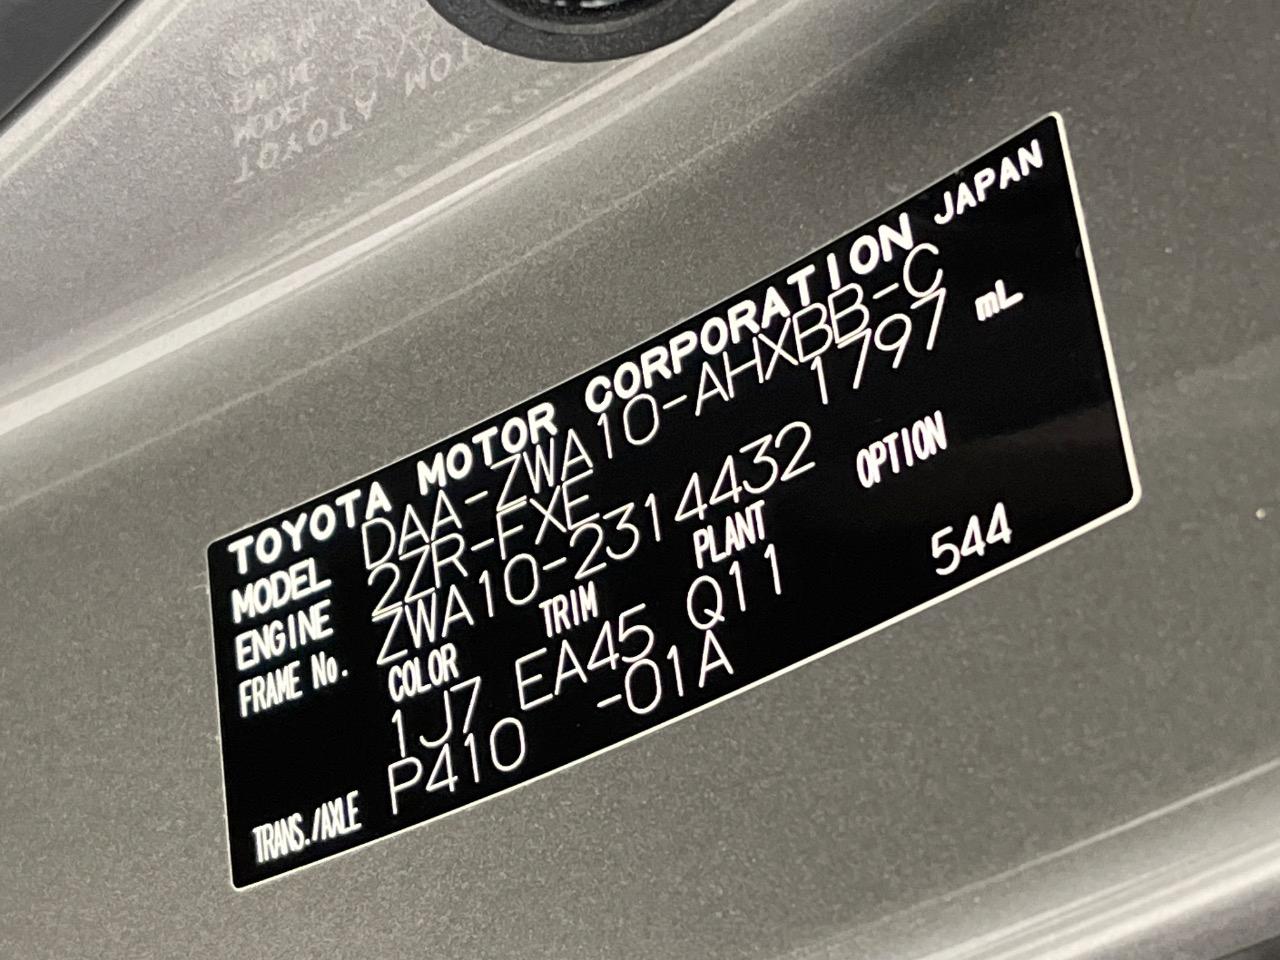 TOYOTA MOTOR CORPORATION JAPAN
MODEL DAA-ZWA10-AHXBB-C
ENGINE 2ZR-FXE 1797 mL
FRAME No. ZWA10-2314432
COLOR TRIM PLANT OPTION
1J7 EA45 Q11 544
TRANS./AXLE P410 -01A